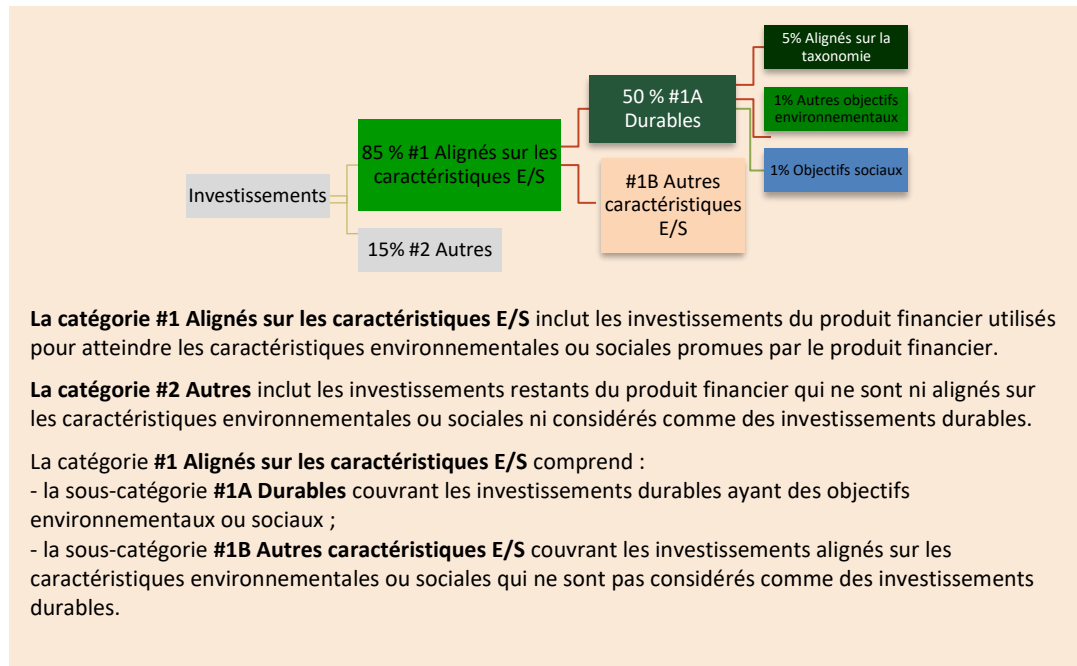 5% Alignés sur la
taxonomie
50 % #1A
Durables
1% Autres objectifs
environnementaux
85 % #1 Alignés sur les
caractéristiques E/S
1% Objectifs sociaux
Investissements
#1B Autres
caractéristiques
E/S
15% #2 Autres
La catégorie #1 Alignés sur les caractéristiques E/S inclut les investissements du produit financier utilisés
pour atteindre les caractéristiques environnementales ou sociales promues par le produit financier.
La catégorie #2 Autres inclut les investissements restants du produit financier qui ne sont ni alignés sur
les caractéristiques environnementales ou sociales ni considérés comme des investissements durables.
La catégorie #1 Alignés sur les caractéristiques E/S comprend :
- la sous-catégorie #1A Durables couvrant les investissements durables ayant des objectifs
environnementaux ou sociaux ;
- la sous-catégorie #1B Autres caractéristiques E/S couvrant les investissements alignés sur les
caractéristiques environnementales ou sociales qui ne sont pas considérés comme des investissements
durables.